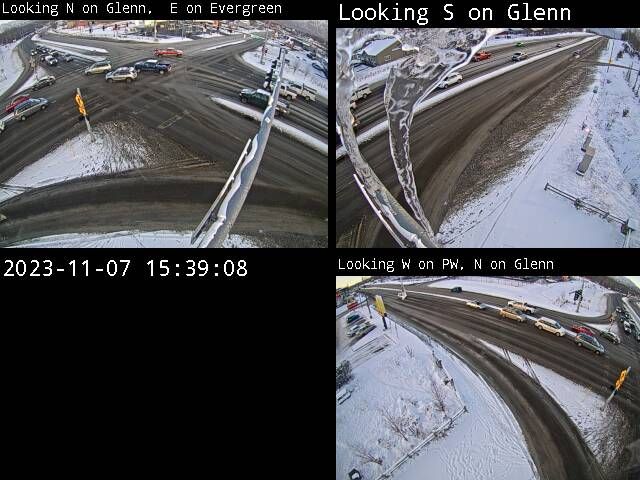 Looking N on Glenn,  E on Evergreen
Looking S on Glenn
2023-11-07 15:39:08
Looking W on PW, N on Glenn